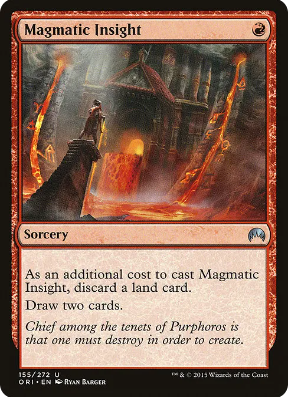 Magmatic Insight
Sorcery
As an additional cost to cast Magmatic
Insight, discard a land card.
Draw two cards.
Chief among the tenets of Purphoros is
that one must destroy in order to create.
155/272 U
ORI • EN Ryan Barger
™ & © 2015 Wizards of the Coast